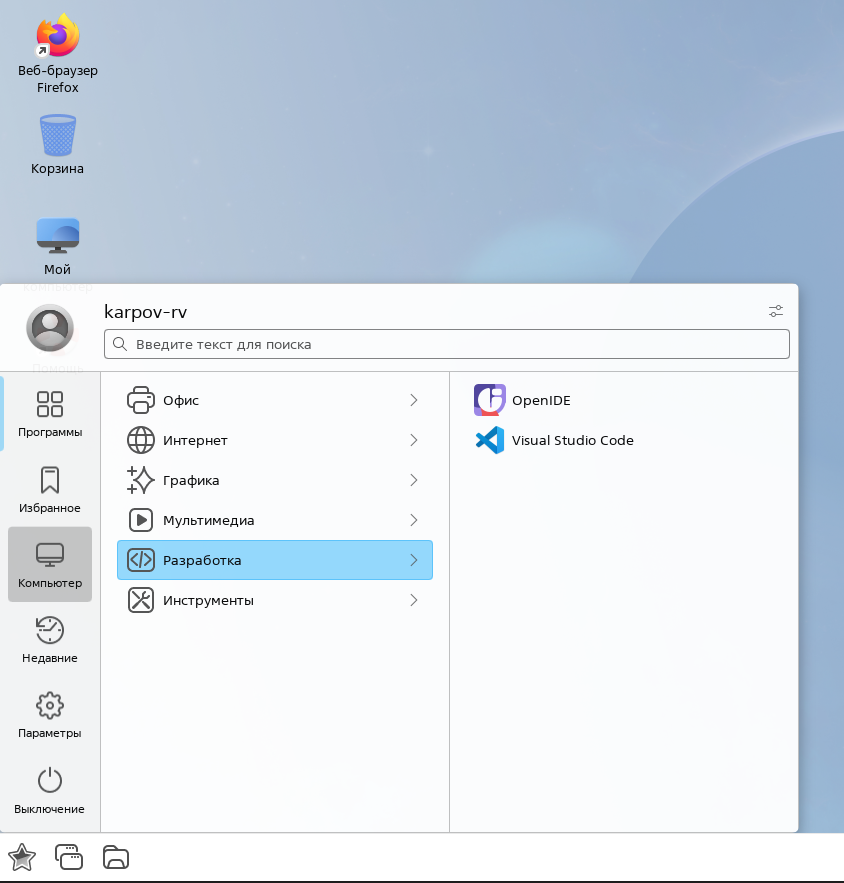 Веб-браузер
Firefox
Корзина
Мой
компьютер
karpov-rv
Введите текст для поиска
Помощь
Программы
Избранное
Компьютер
Недавние
Параметры
Выключение
Офис
Интернет
Графика
Мультимедиа
Разработка
Инструменты
OpenIDE
Visual Studio Code